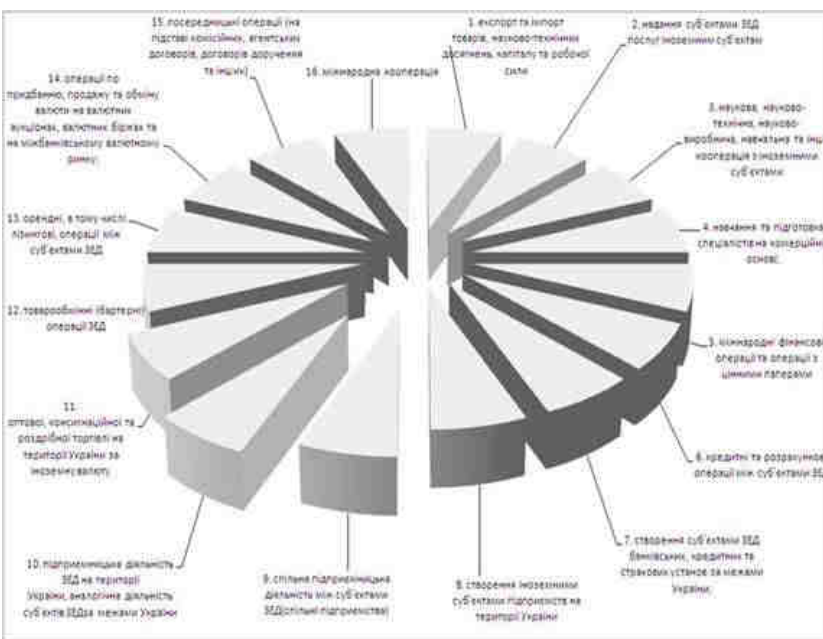 1. експорт та імпорт
товарів, науково-технічних
досягнень, капіталу та робочої
сили
2. надання суб'єктами ЗЕД
послуг іноземним суб'єктам
3. наукова, науково-
технічна, науково-
виробнича, навчальна та інш
кооперація з іноземними
суб'єктами
4. навчання та підготовка
спеціалістів на комерційн
основі;
5. міжнародні фінансов
операції та операції з
цінними паперами
6. кредитні та розрахунков
операції між суб'єктами ЗЕД
7. створення суб'єктами ЗЕД
банківських, кредитних та
страхових установ за межами
України;
8. створення іноземними
суб'єктами підприємств на
території України
9. спільна підприємницька
діяльність між суб'єктами
ЗЕД(спільні підприємства)
10. підприємницька діяльність
ЗЕД на території
України, аналогічна діяльність
суб'єктів ЗЕДза межами України
11.
оптової, консигнаційної та
роздрібної торгівлі на
території України за
іноземну валюту
12. товарообмінні (бартерні)
операції ЗЕД
13. орендні, в тому числі
лізингові, операції між
суб'єктами ЗЕД
14. операції по
придбанню, продажу та обміну
валюти на валютних
аукціонах, валютних біржах та
на міжбанківському валютному
ринку;
15. посередницькі операції (на
підставі комісійних, агентських
договорів, договорів доручення
та інших)
16. міжнародна кооперація